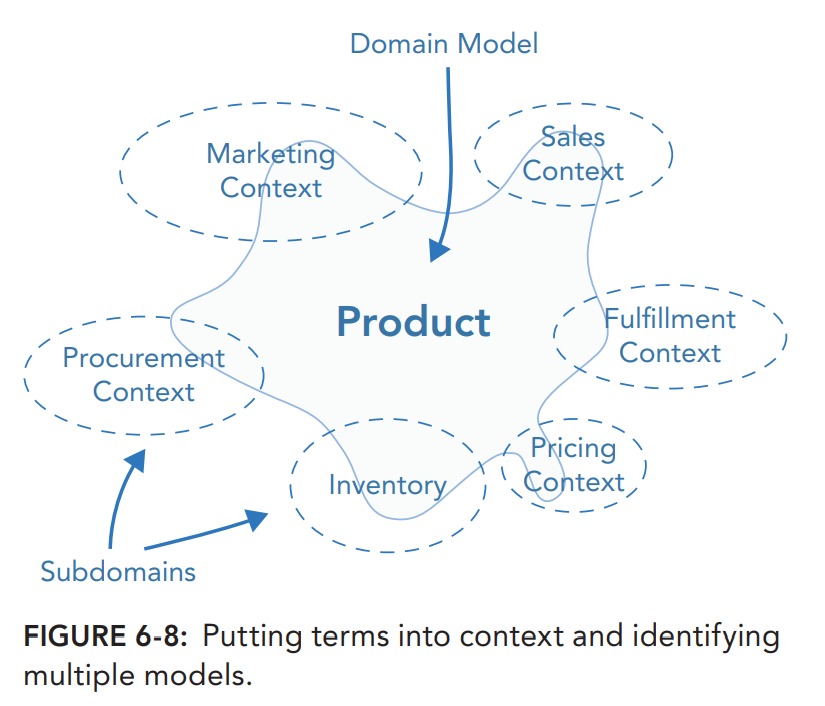 Domain Model
Marketing
Context
Sales
Context
Product
Fulfillment
Context
Procurement
Context
Pricing
Context
Inventory
Subdomains
FIGURE 6-8: Putting terms into context and identifying
multiple models.